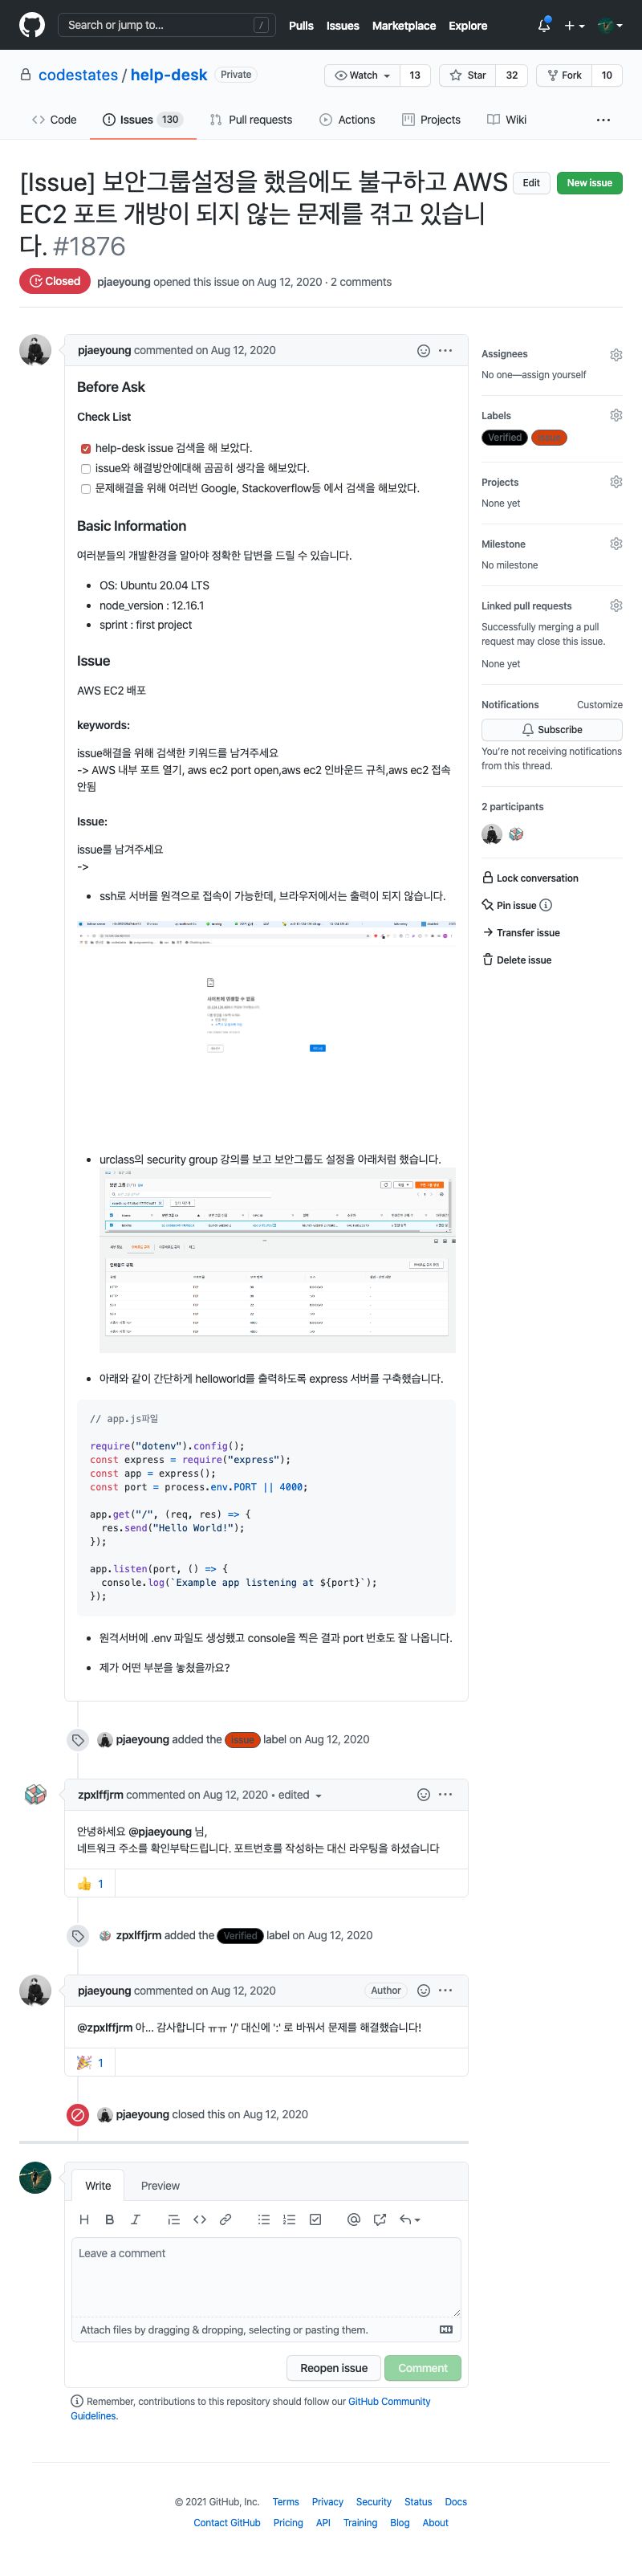 Search or jump to...
/
Pulls Issues Marketplace Explore
codestates / help-desk Private
Watch 13 Star 32 Fork 10
Code Issues 130 Pull requests Actions Projects Wiki
[Issue] 보안그룹설정을 했음에도 불구하고 AWS
EC2 포트 개방이 되지 않는 문제를 겪고 있습니
다. #1876
Edit New issue
Closed pjaeyoung opened this issue on Aug 12, 2020 · 2 comments
pjaeyoung commented on Aug 12, 2020
Before Ask
Check List
help-desk issue 검색을 해 보았다.
issue와 해결방안에대해 곰곰히 생각을 해보았다.
문제해결을 위해 여러번 Google, Stackoverflow등 에서 검색을 해보았다.
Basic Information
여러분들의 개발환경을 알아야 정확한 답변을 드릴 수 있습니다.
OS: Ubuntu 20.04 LTS
node_version : 12.16.1
sprint : first project
Issue
AWS EC2 배포
keywords:
issue해결을 위해 검색한 키워드를 남겨주세요
-> AWS 내부 포트 열기, aws ec2 port open,aws ec2 인바운드 규칙,aws ec2 접속
안됨
Issue:
issue를 남겨주세요
->
ssh로 서버를 원격으로 접속이 가능한데, 브라우저에서는 출력이 되지 않습니다.
사이트에 연결할 수 없음
urclass의 security group 강의를 보고 보안그룹도 설정을 아래처럼 했습니다.
아래와 같이 간단하게 helloworld를 출력하도록 express 서버를 구축했습니다.
// app.js파일
require("dotenv").config();
const express = require("express");
const app = express();
const port = process.env.PORT || 4000;
app.get("/", (req, res) => {
res.send("Hello World!");
});
app.listen(port, () => {
console.log(`Example app listening at ${port}`);
});
원격서버에 .env 파일도 생성했고 console을 찍은 결과 port 번호도 잘 나옵니다.
제가 어떤 부분을 놓쳤을까요?
pjaeyoung added the issue label on Aug 12, 2020
zpxlffjrm commented on Aug 12, 2020 • edited
안녕하세요 @pjaeyoung 님,
네트워크 주소를 확인부탁드립니다. 포트번호를 작성하는 대신 라우팅을 하셨습니다
1
zpxlffjrm added the Verified label on Aug 12, 2020
pjaeyoung commented on Aug 12, 2020 Author
@zpxlffjrm 아... 감사합니다 ㅠㅠ '/' 대신에 ':' 로 바꿔서 문제를 해결했습니다!
1
pjaeyoung closed this on Aug 12, 2020
Write Preview
Leave a comment
Attach files by dragging & dropping, selecting or pasting them.
Reopen issue Comment
Remember, contributions to this repository should follow our GitHub Community
Guidelines.
Assignees
No one—assign yourself
Labels
Verified issue
Projects
None yet
Milestone
No milestone
Linked pull requests
Successfully merging a pull
request may close this issue.
None yet
Notifications Customize
Subscribe
You're not receiving notifications
from this thread.
2 participants
Lock conversation
Pin issue
Transfer issue
Delete issue
© 2021 GitHub, Inc. Terms Privacy Security Status Docs
Contact GitHub Pricing API Training Blog About